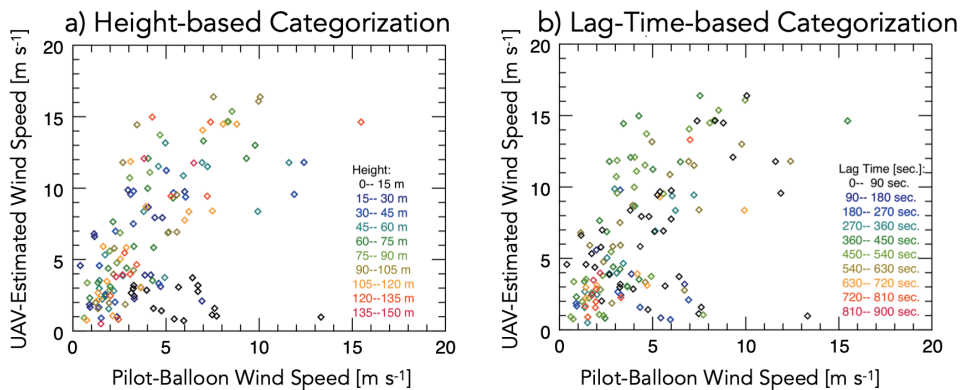 a) Height-based Categorization
UAV-Estimated Wind Speed [m s-1]
20
15
10
5
0
0 5 10 15 20
Pilot-Balloon Wind Speed [m s-1]
Height:
0-- 15 m
15-- 30 m
30-- 45 m
45-- 60 m
60-- 75 m
75-- 90 m
90--105 m
105--120 m
120--135 m
135--150 m
b) Lag-Time-based Categorization
UAV-Estimated Wind Speed [m s-1]
20
15
10
5
0
0 5 10 15 20
Pilot-Balloon Wind Speed [m s-1]
Lag Time [sec.]:
0-- 90 sec.
90-- 180 sec.
180-- 270 sec.
270-- 360 sec.
360-- 450 sec.
450-- 540 sec.
540-- 630 sec.
630-- 720 sec.
720-- 810 sec.
810-- 900 sec.